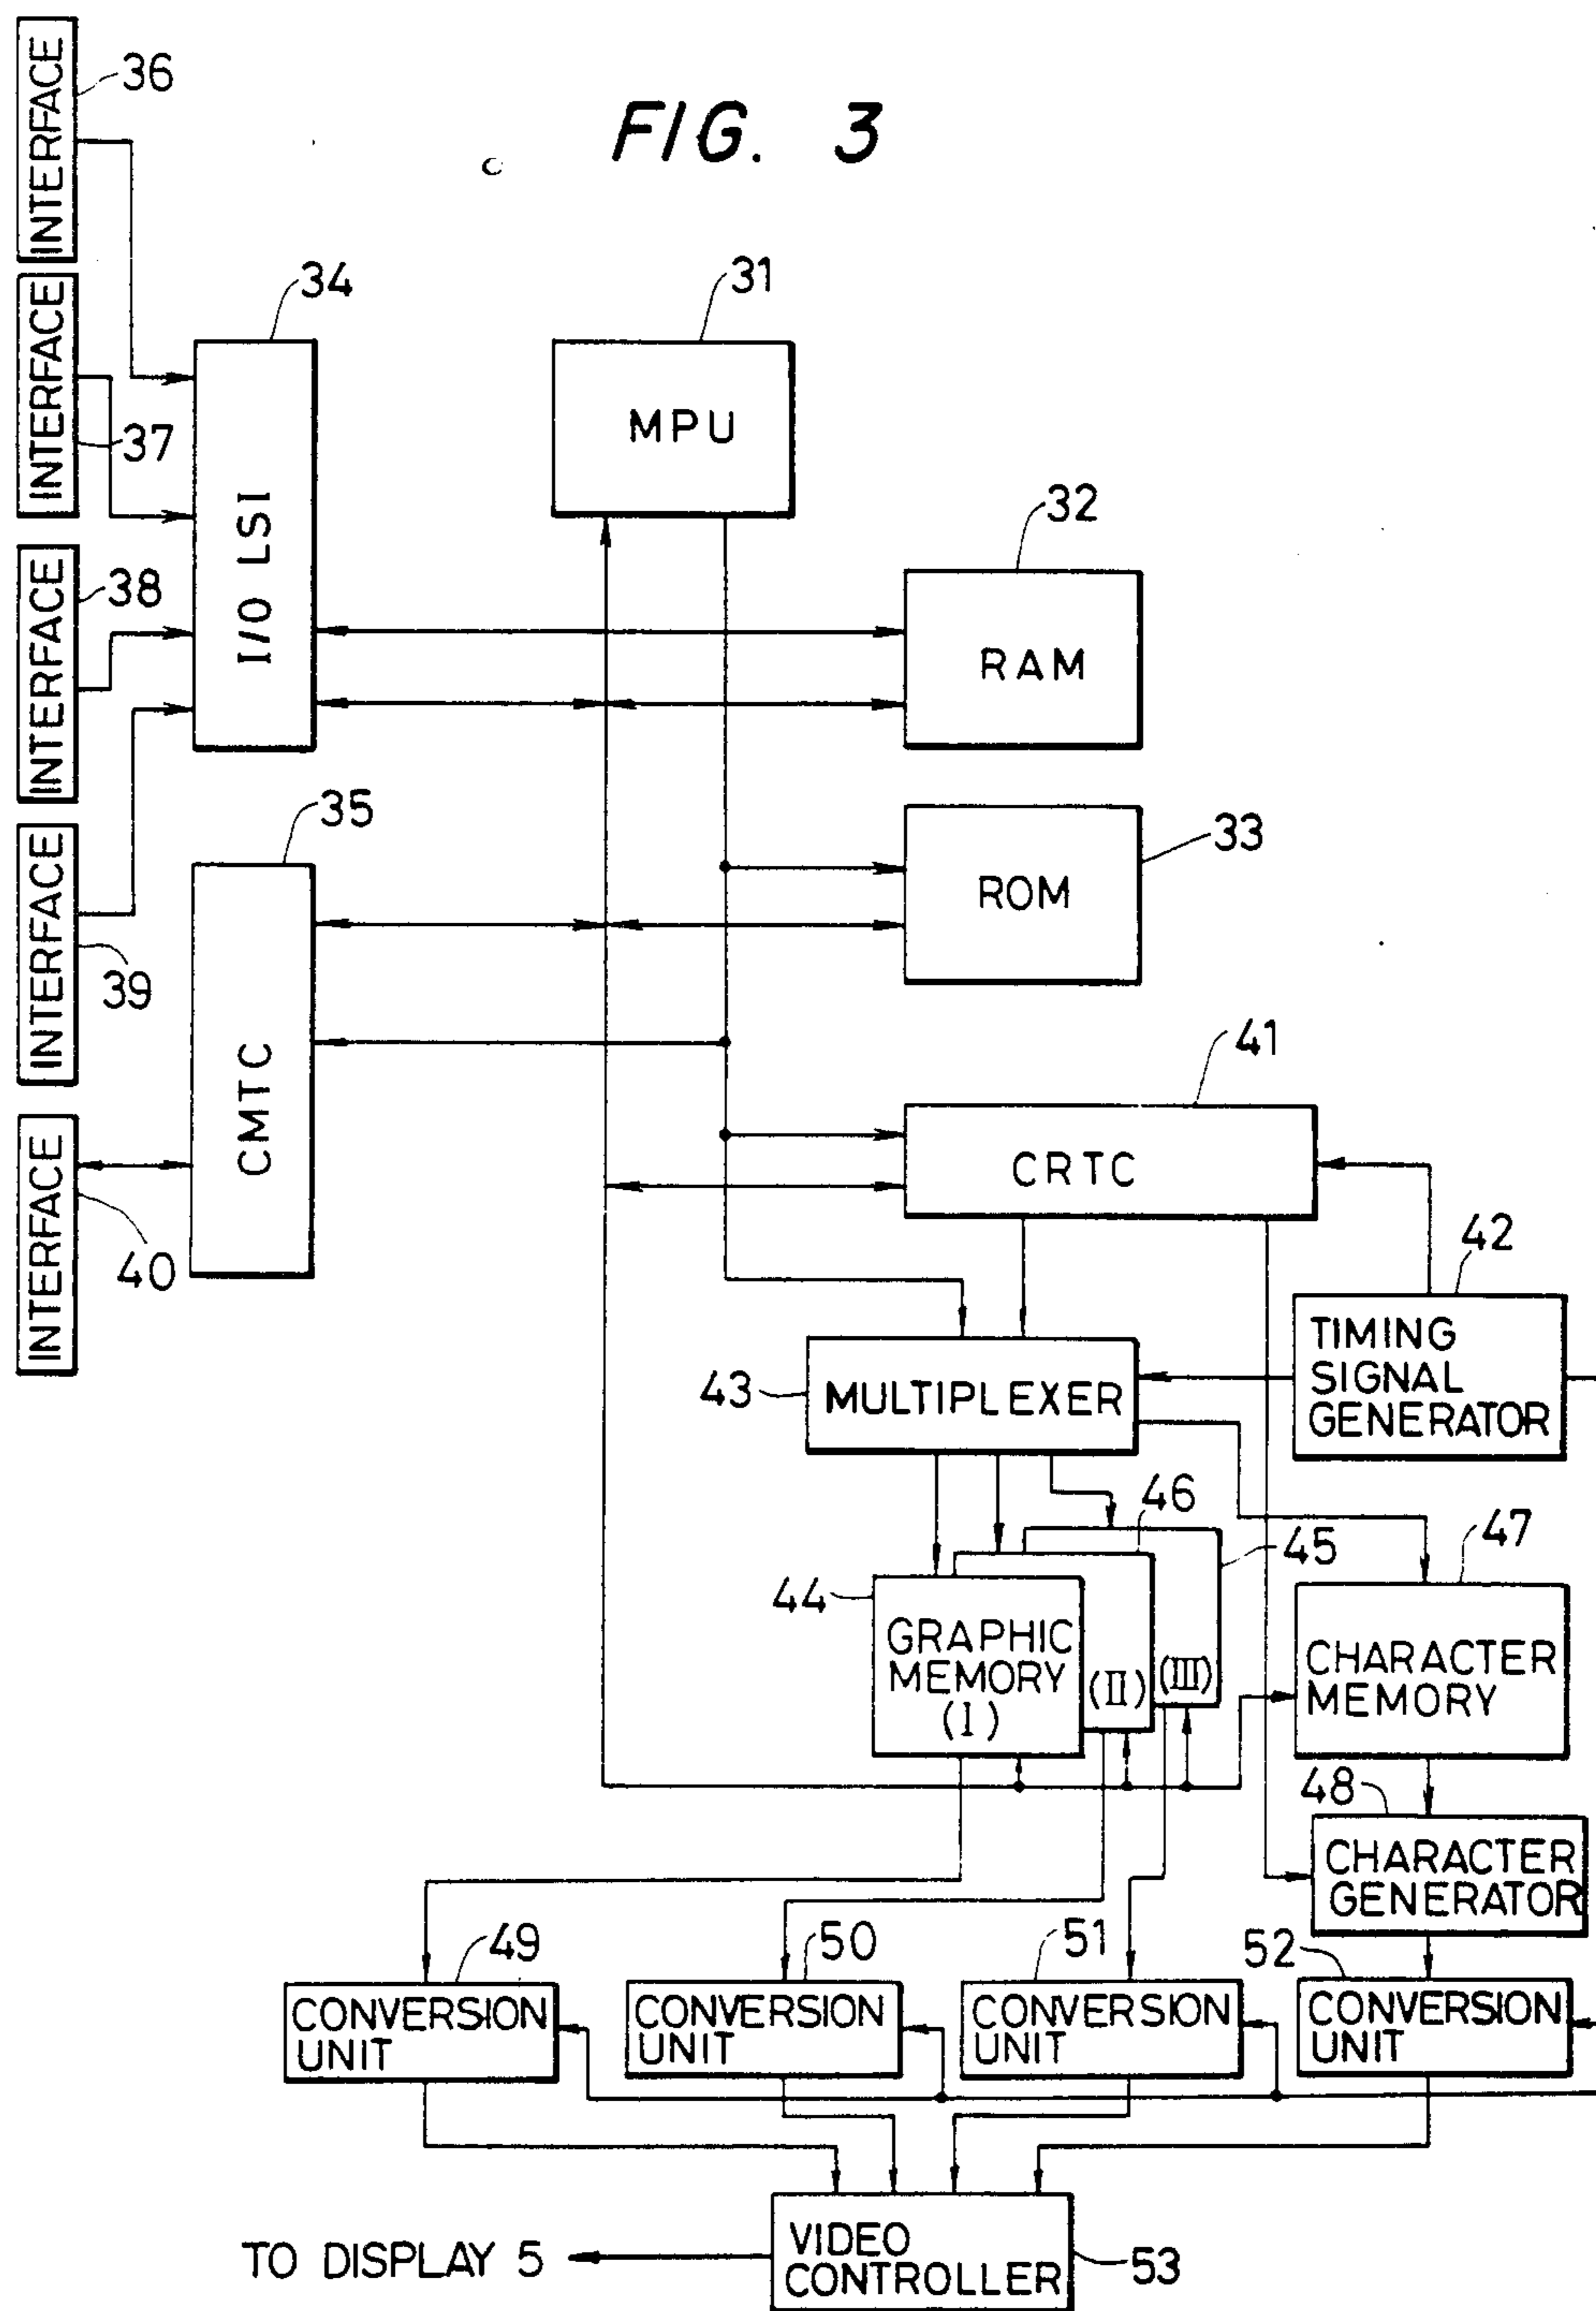 FIG. 3
INTERFACE
36
INTERFACE
37
INTERFACE
38
INTERFACE
39
INTERFACE
40
34
I/O LSI
35
CMTC
31
MPU
32
RAM
33
ROM
41
CRTC
42
TIMING
SIGNAL
GENERATOR
43
MULTIPLEXER
46
45
44
GRAPHIC
MEMORY
(I)
(II)
(III)
47
CHARACTER
MEMORY
48
CHARACTER
GENERATOR
49
CONVERSION
UNIT
50
CONVERSION
UNIT
51
CONVERSION
UNIT
52
CONVERSION
UNIT
TO DISPLAY 5
VIDEO
CONTROLLER
53